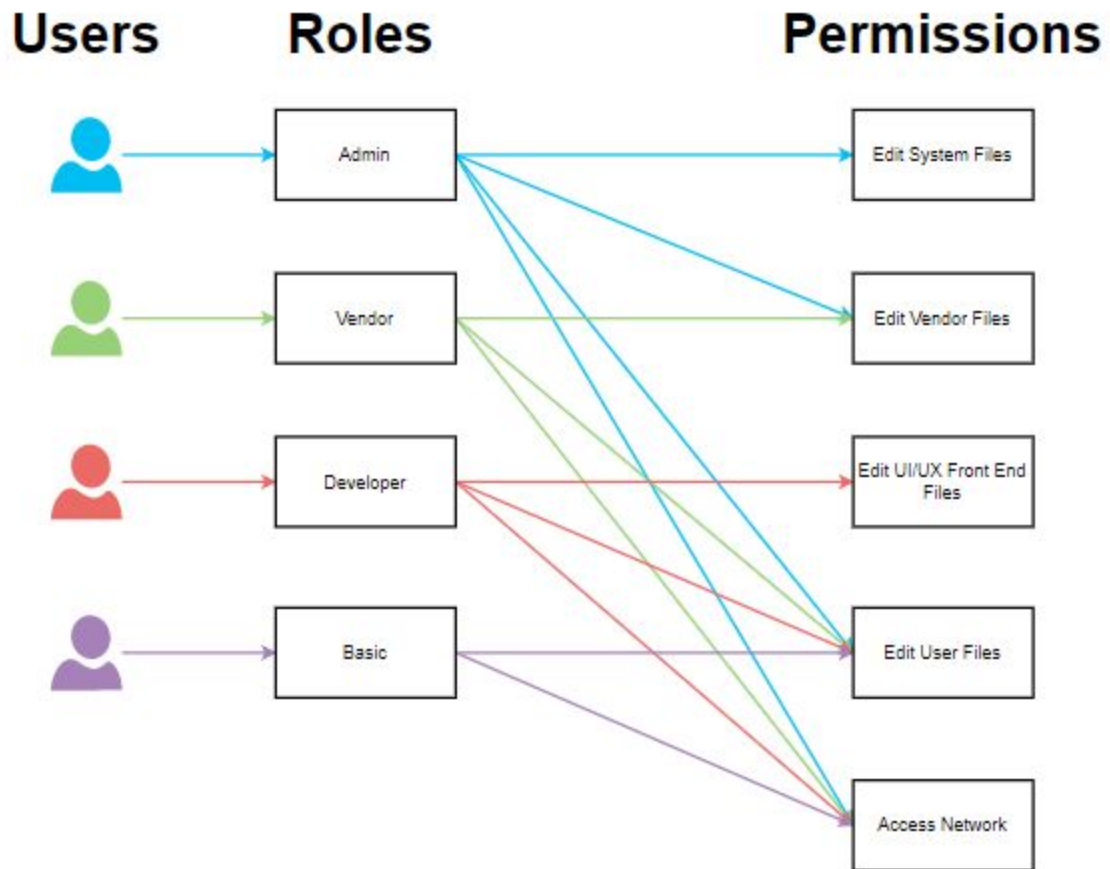 Users
Roles
Permissions
Admin
Edit System Files
Vendor
Edit Vendor Files
Developer
Edit UI/UX Front End
Files
Basic
Edit User Files
Access Network